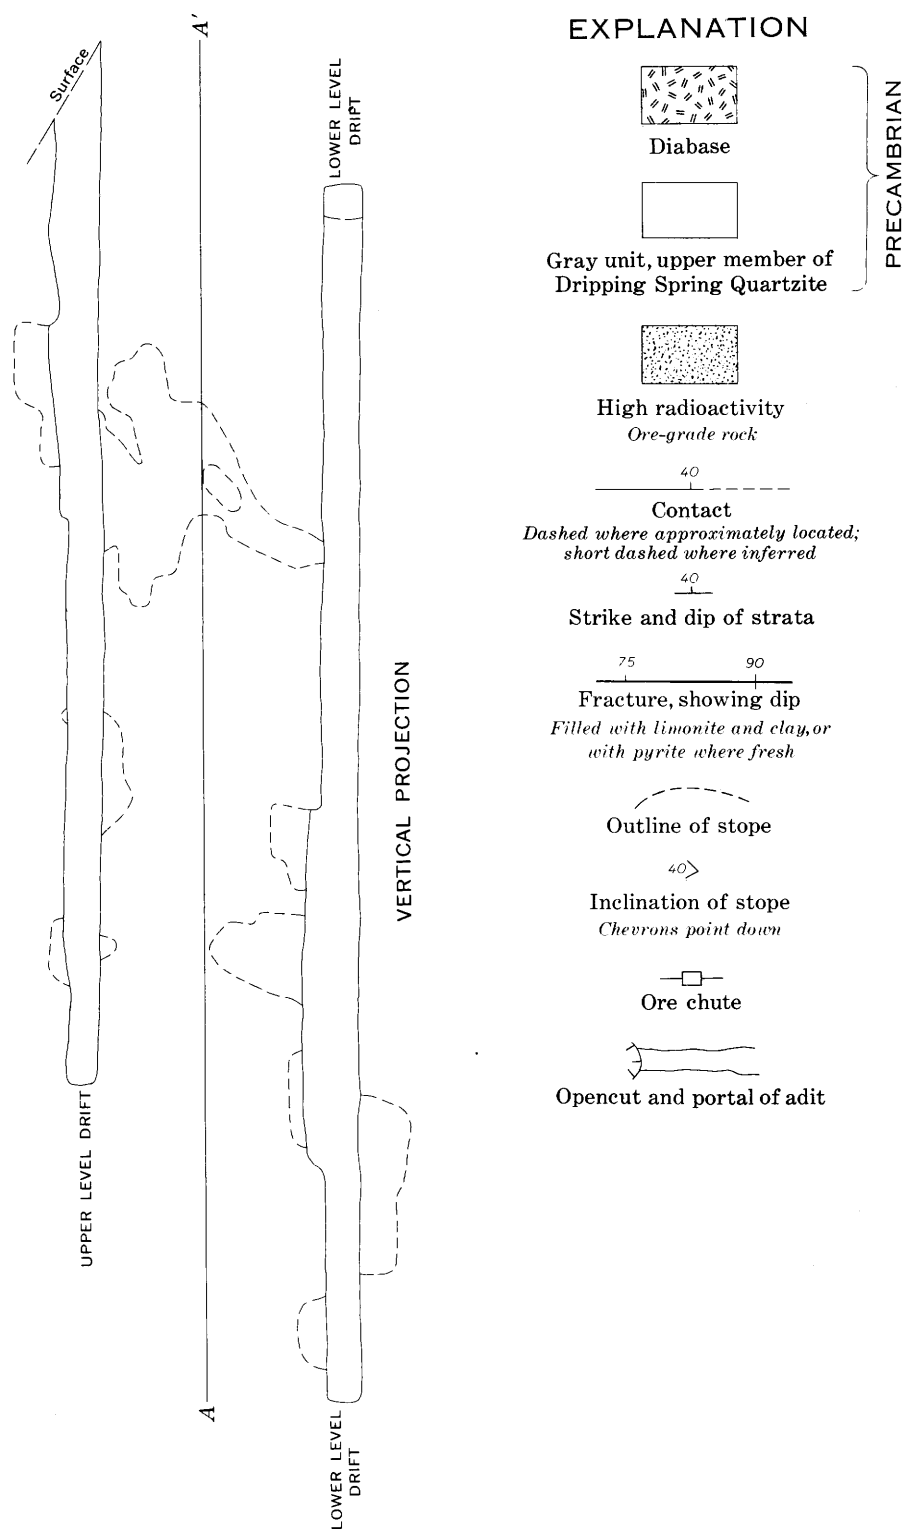 Surface
A'
LOWER LEVEL
DRIFT
UPPER LEVEL DRIFT
VERTICAL PROJECTION
A
LOWER LEVEL
DRIFT
EXPLANATION
Diabase
Gray unit, upper member of
Dripping Spring Quartzite
PRECAMBRIAN
High radioactivity
Ore-grade rock
40
Contact
Dashed where approximately located;
short dashed where inferred
40
Strike and dip of strata
75 90
Fracture, showing dip
Filled with limonite and clay, or
with pyrite where fresh
Outline of stope
40
Inclination of stope
Chevrons point down
Ore chute
Opencut and portal of adit